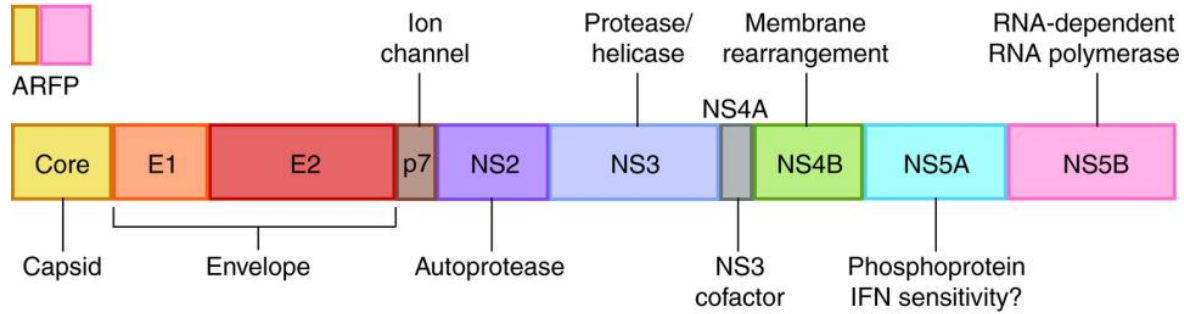 Ion
channel
Protease/
helicase
Membrane
rearrangement
RNA-dependent
RNA polymerase
ARFP
NS4A
Core
E1
E2
p7
NS2
NS3
NS4B
NS5A
NS5B
Capsid
Envelope
Autoprotease
NS3
cofactor
Phosphoprotein
IFN sensitivity?